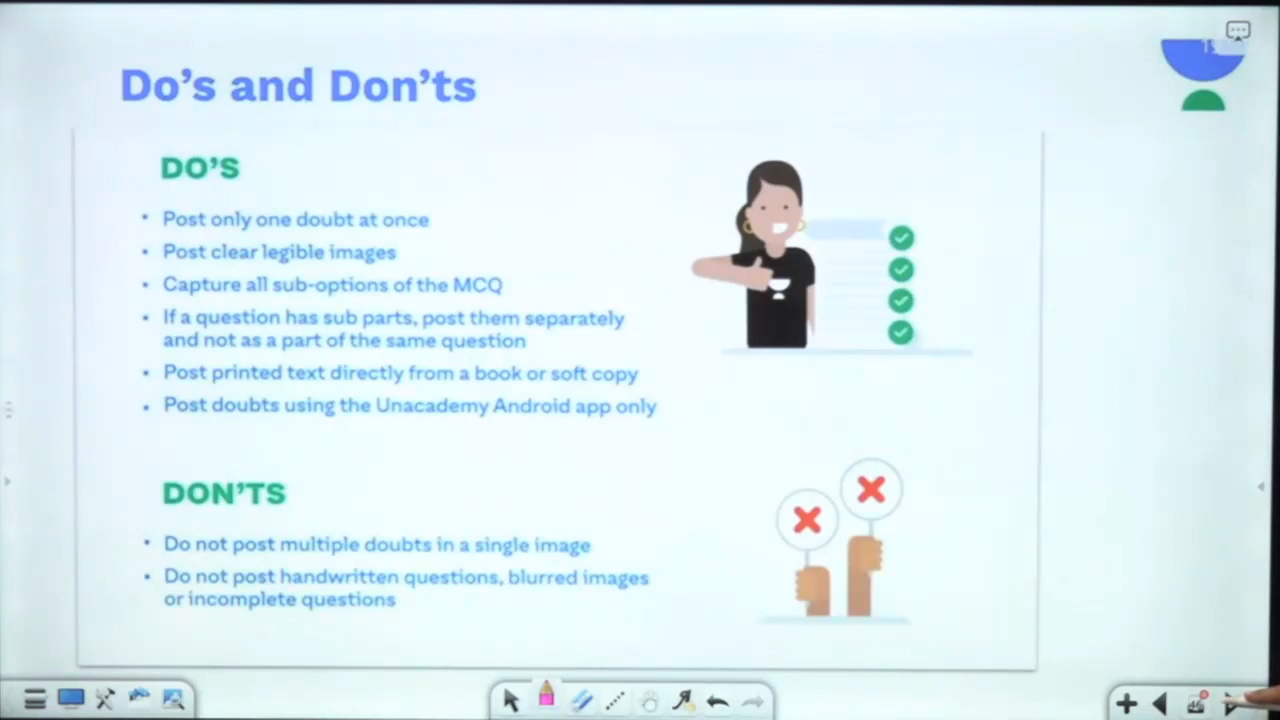 Do's and Don'ts
DO'S
• Post only one doubt at once
• Post clear legible images
• Capture all sub-options of the MCQ
• If a question has sub parts, post them separately
and not as a part of the same question
• Post printed text directly from a book or soft copy
• Post doubts using the Unacademy Android app only
DON'TS
• Do not post multiple doubts in a single image
• Do not post handwritten questions, blurred images
or incomplete questions
46